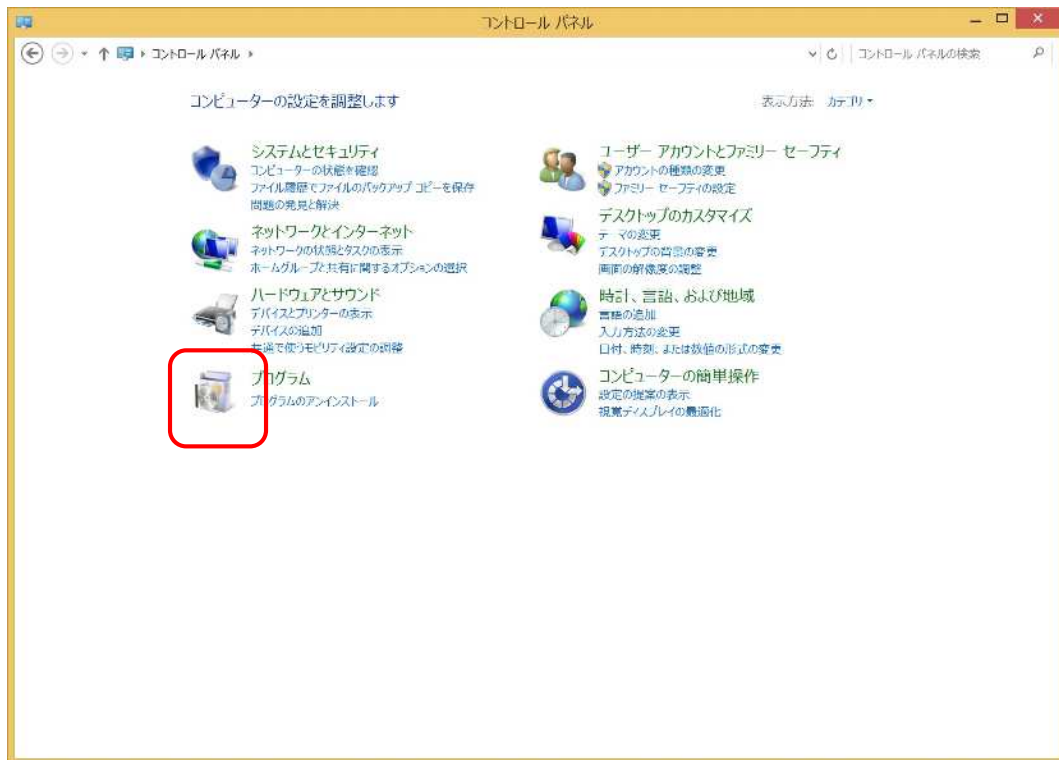 コントロール パネル
コントロール パネル
コントロール パネルの検索
コンピューターの設定を調整します
表示方法: カテゴリ
システムとセキュリティ
コンピューターの状態を確認
ファイル履歴でファイルのバックアップ コピーを保存
問題の発見と解決
ネットワークとインターネット
ネットワークの状態とタスクの表示
ホームグループと共有に関するオプションの選択
ハードウェアとサウンド
デバイスとプリンターの表示
デバイスの追加
共通で使うモビリティ設定の調整
プログラム
プログラムのアンインストール
ユーザー アカウントとファミリー セーフティ
アカウントの種類の変更
ファミリー セーフティの設定
デスクトップのカスタマイズ
テーマの変更
デスクトップの背景の変更
画面の解像度の調整
時計、言語、および地域
言語の追加
入力方法の変更
日付、時刻、または数値の形式の変更
コンピューターの簡単操作
設定の提案の表示
視覚ディスプレイの最適化